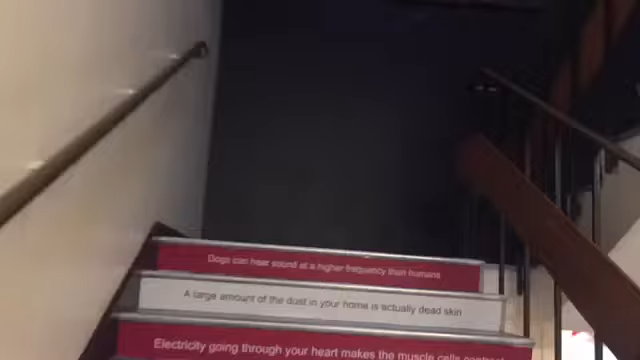 Dogs can hear sound at a higher frequency than humans
A large amount of the dust in your home is actually dead skin
Electricity going through your heart makes the muscle cells contract